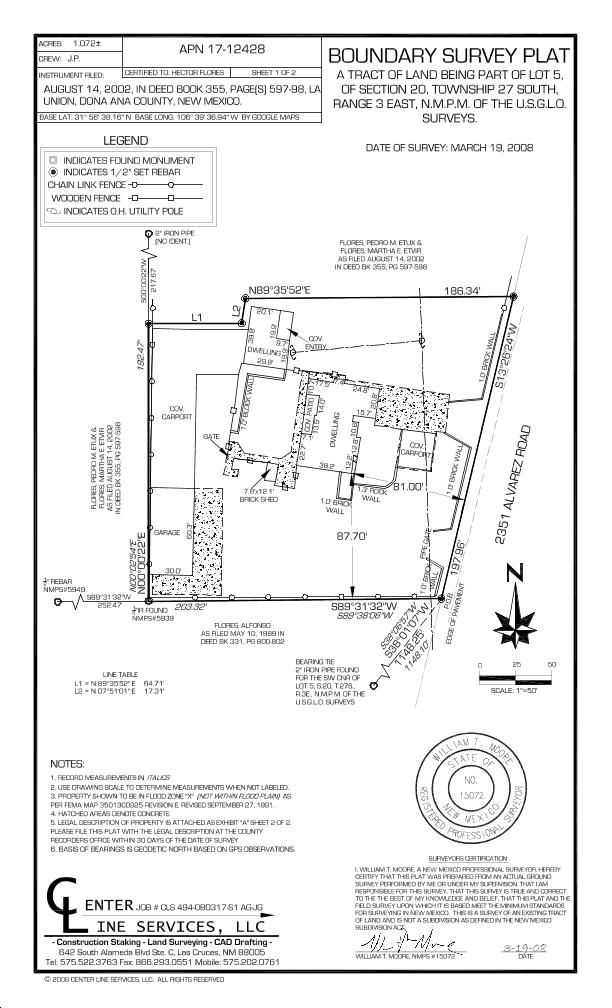 ACRES: 1.072±
CREW: J.P.
APN 17-12428
INSTRUMENT FILED:
CERTIFIED TO: HECTOR FLORES
SHEET 1 OF 2
AUGUST 14, 2002, IN DEED BOOK 355, PAGE(S) 597-98, LA
UNION, DONA ANA COUNTY, NEW MEXICO.
BASE LAT: 31° 56' 38.16" N BASE LONG: 106° 39' 36.94" W BY GOOGLE MAPS
BOUNDARY SURVEY PLAT
A TRACT OF LAND BEING PART OF LOT 5,
OF SECTION 20, TOWNSHIP 27 SOUTH,
RANGE 3 EAST, N.M.P.M. OF THE U.S.G.L.O.
SURVEYS.
DATE OF SURVEY: MARCH 19, 2008
LEGEND
INDICATES FOUND MONUMENT
INDICATES 1/2" SET REBAR
CHAIN LINK FENCE
WOODEN FENCE
INDICATES O.H. UTILITY POLE
2" IRON PIPE
(NO IDENT.)
S00°00'22"W
217.67'
FLORES, PEDRO M. ETUX &
FLORES, MARTHA E. ETVIR
AS FILED AUGUST 14, 2002
IN DEED BK 355, PG 597-598
N89°35'52"E
186.34'
L1
L2
192.47'
20.1'
38.8'
19.9'
9.7'
19.9'
DWELLING
29.8'
COV.
ENTRY
1.0' BRICK WALL
S13°26'24"W
COV.
CARPORT
1.0' BLOCK WALL
17.5'
7.4'
24.8'
20.8'
15.7'
COV. PATIO
14.0'
13.5'
22.7'
DWELLING
10.8'
12.8'
12.2'
38.2'
COV.
CARPORT
GATE
7.8'x12.1'
BRICK SHED
1.0' BRICK
WALL
1.3' ROCK
WALL
81.00'
1.0' BRICK WALL
2351 ALVAREZ ROAD
FLORES, PEDRO M. ETUX &
FLORES, MARTHA E. ETVIR
AS FILED AUGUST 14, 2002
IN DEED BK 355, PG 597-598
GARAGE
60.3'
30.0'
87.70'
PIPE GATE
1.0' BRICK
WALL
197.96'
N00°02'54"E
N00°00'22"E
½" REBAR
NMPS#5949
S89°31'32"W
252.47'
½"IR FOUND
NMPS#5939
203.32'
S89°31'32"W
S89°38'06"W
P.O.B.
EDGE OF PAVEMENT
FLORES, ALFONSO
AS FILED MAY 10, 1989 IN
DEED BK 331, PG 800-802
S38°06'57"W
S38°01'07"W
1148.25'
1148.10'
BEARING TIE
2" IRON PIPE FOUND
FOR THE SW CNR OF
LOT 5, S.20, T.27S.,
R.3E., N.M.P.M. OF THE
U.S.G.L.O. SURVEYS
N
0 25 50
SCALE: 1"=50'
LINE TABLE
L1 = N 89°35'52" E 64.71'
L2 = N 07°51'01" E 17.31'
NOTES:
1. RECORD MEASUREMENTS IN ITALICS
2. USE DRAWING SCALE TO DETERMINE MEASUREMENTS WHEN NOT LABELED.
3. PROPERTY SHOWN TO BE IN FLOOD ZONE "X" (NOT WITHIN FLOOD PLAIN) AS
PER FEMA MAP 35013C0925 REVISION E, REVISED SEPTEMBER 27, 1991.
4. HATCHED AREAS DENOTE CONCRETE
5. LEGAL DESCRIPTION OF PROPERTY IS ATTACHED AS EXHIBIT "A" SHEET 2 OF 2.
PLEASE FILE THIS PLAT WITH THE LEGAL DESCRIPTION AT THE COUNTY
RECORDERS OFFICE WITHIN 30 DAYS OF THE DATE OF SURVEY.
6. BASIS OF BEARINGS IS GEODETIC NORTH BASED ON GPS OBSERVATIONS.
WILLIAM T. MOORE
STATE OF
NO.
15072
NEW MEXICO
REGISTERED PROFESSIONAL SURVEYOR
SURVEYORS CERTIFICATION
I, WILLIAM T. MOORE, A NEW MEXICO PROFESSIONAL SURVEYOR, HEREBY
CERTIFY THAT THIS PLAT WAS PREPARED FROM AN ACTUAL GROUND
SURVEY PERFORMED BY ME OR UNDER MY SUPERVISION, THAT I AM
RESPONSIBLE FOR THIS SURVEY, THAT THIS SURVEY IS TRUE AND CORRECT
TO THE THE BEST OF MY KNOWLEDGE AND BELIEF, THAT THIS PLAT AND THE
FIELD SURVEY UPON WHICH IT IS BASED MEET THE MINIMUM STANDARDS
FOR SURVEYING IN NEW MEXICO. THIS IS A SURVEY OF AN EXISTING TRACT
OF LAND AND IS NOT A SUBDIVISION AS DEFINED IN THE NEW MEXICO
SUBDIVISION ACT.
3-19-08
WILLIAM T. MOORE, NMPS #15072
DATE
CENTER JOB # CLS 494-080317-51 AG-JG
LINE SERVICES, LLC
- Construction Staking - Land Surveying - CAD Drafting -
642 South Alameda Blvd Ste. C, Las Cruces, NM 88005
Tel: 575.522.3763 Fax: 866.293.0551 Mobile: 575.202.0761
© 2008 CENTER LINE SERVICES, LLC. ALL RIGHTS RESERVED